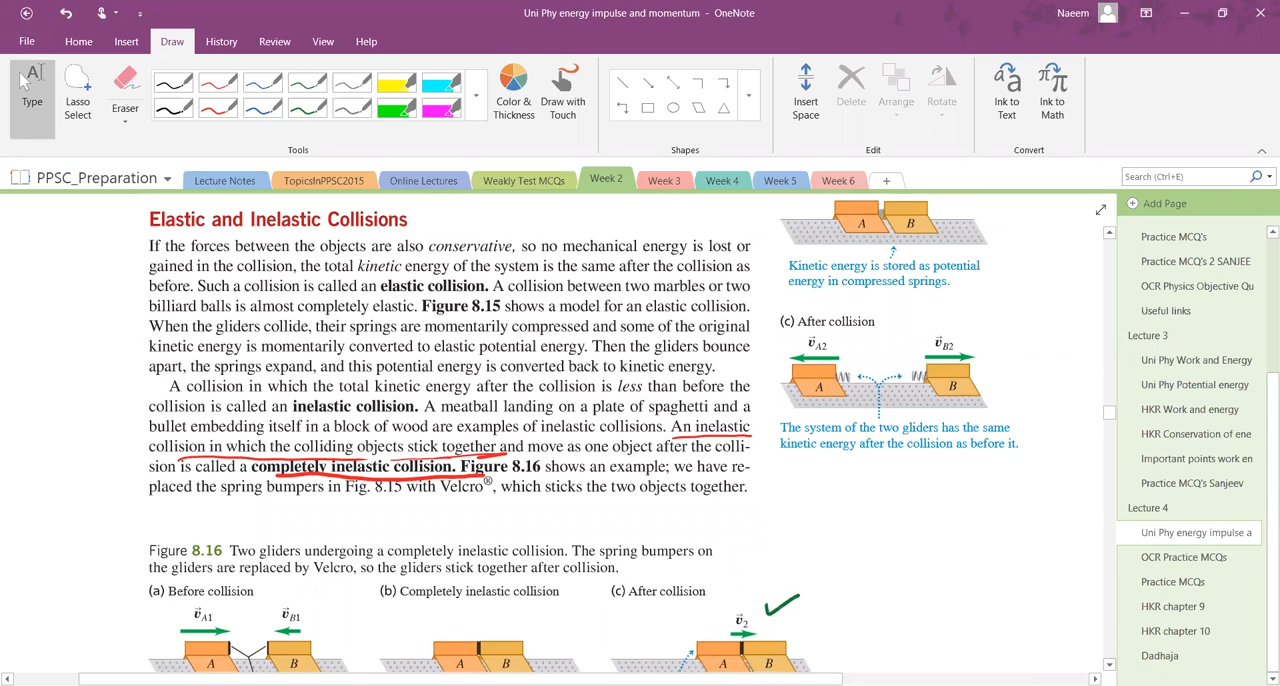 Uni Phy energy impulse and momentum - OneNote
Naeem
File Home Insert Draw History Review View Help
Type
Lasso Select
Eraser
Color & Thickness
Draw with Touch
Insert Space
Delete
Arrange
Rotate
Ink to Text
Ink to Math
Tools
Shapes
Edit
Convert
PPSC_Preparation
Lecture Notes
TopicsInPPSC2015
Online Lectures
Weakly Test MCQs
Week 2
Week 3
Week 4
Week 5
Week 6
Search (Ctrl+E)
Elastic and Inelastic Collisions
If the forces between the objects are also conservative, so no mechanical energy is lost or
gained in the collision, the total kinetic energy of the system is the same after the collision as
before. Such a collision is called an elastic collision. A collision between two marbles or two
billiard balls is almost completely elastic. Figure 8.15 shows a model for an elastic collision.
When the gliders collide, their springs are momentarily compressed and some of the original
kinetic energy is momentarily converted to elastic potential energy. Then the gliders bounce
apart, the springs expand, and this potential energy is converted back to kinetic energy.
A collision in which the total kinetic energy after the collision is less than before the
collision is called an inelastic collision. A meatball landing on a plate of spaghetti and a
bullet embedding itself in a block of wood are examples of inelastic collisions. An inelastic
collision in which the colliding objects stick together and move as one object after the colli-
sion is called a completely inelastic collision. Figure 8.16 shows an example; we have re-
placed the spring bumpers in Fig. 8.15 with Velcro®, which sticks the two objects together.
Figure 8.16 Two gliders undergoing a completely inelastic collision. The spring bumpers on
the gliders are replaced by Velcro, so the gliders stick together after collision.
(a) Before collision
(b) Completely inelastic collision
(c) After collision
v⃗A1
v⃗B1
v⃗2
A B
A B
A B
A B
Kinetic energy is stored as potential
energy in compressed springs.
(c) After collision
v⃗A2
v⃗B2
A B
The system of the two gliders has the same
kinetic energy after the collision as before it.
Add Page
Practice MCQ's
Practice MCQ's 2 SANJEE
OCR Physics Objective Qu
Useful links
Lecture 3
Uni Phy Work and Energy
Uni Phy Potential energy
HKR Work and energy
HKR Conservation of ene
Important points work en
Practice MCQ's Sanjeev
Lecture 4
Uni Phy energy impulse a
OCR Practice MCQs
Practice MCQs
HKR chapter 9
HKR chapter 10
Dadhaja